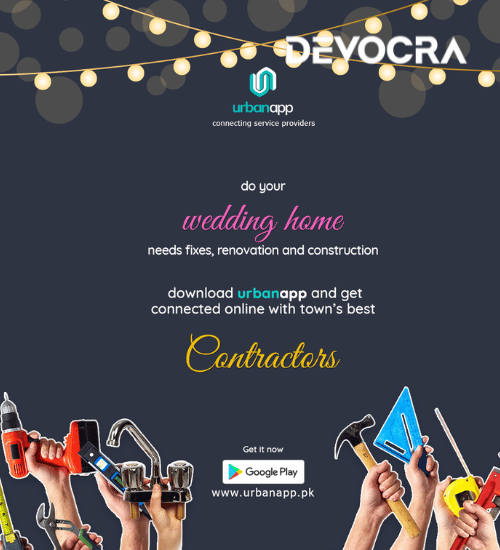 DEVOCRA
urbanapp
connecting service providers
do your
wedding home
needs fixes, renovation and construction
download urbanapp and get
connected online with town's best
Contractors
Get it now
Google Play
www.urbanapp.pk